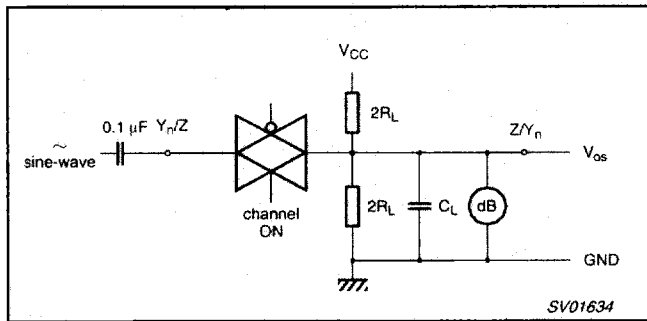 V_CC
2R_L
0.1 μF Y_n/Z
Z/Y_n
~
sine-wave
V_os
channel
ON
2R_L
C_L
dB
GND
SV01634